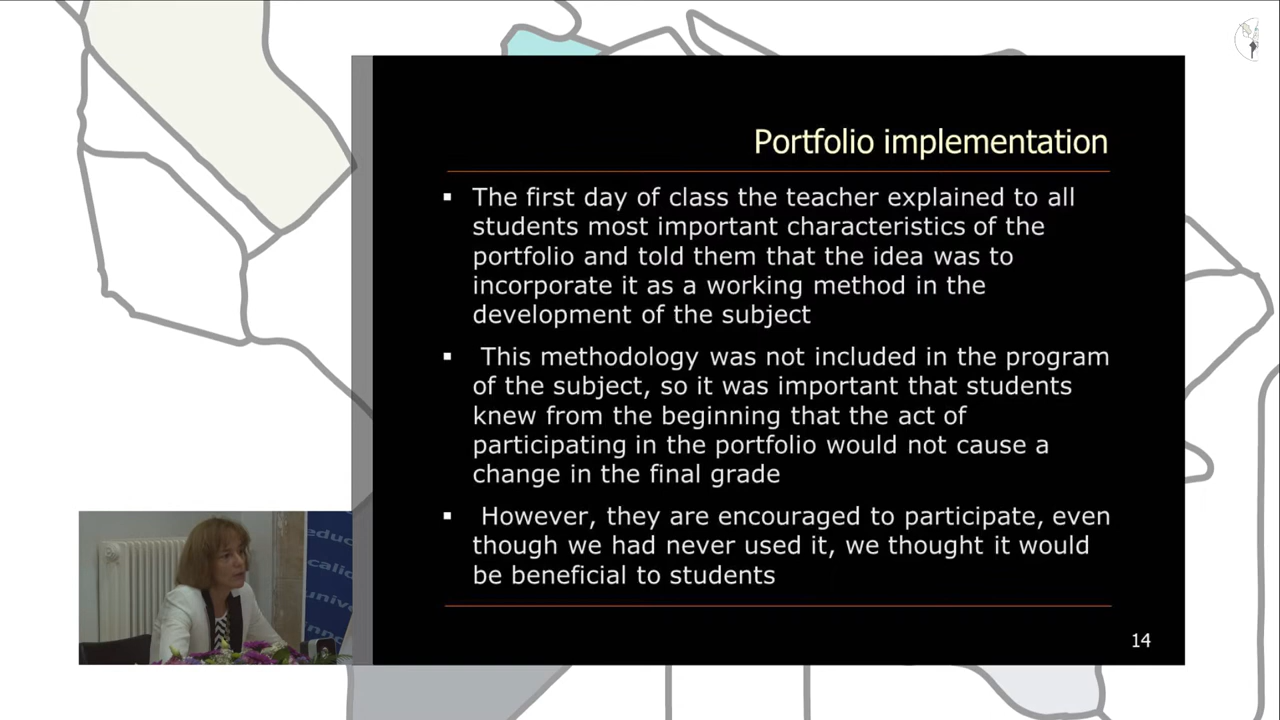 Portfolio implementation
▪ The first day of class the teacher explained to all
students most important characteristics of the
portfolio and told them that the idea was to
incorporate it as a working method in the
development of the subject
▪ This methodology was not included in the program
of the subject, so it was important that students
knew from the beginning that the act of
participating in the portfolio would not cause a
change in the final grade
▪ However, they are encouraged to participate, even
though we had never used it, we thought it would
be beneficial to students
14
educ
calid
unive